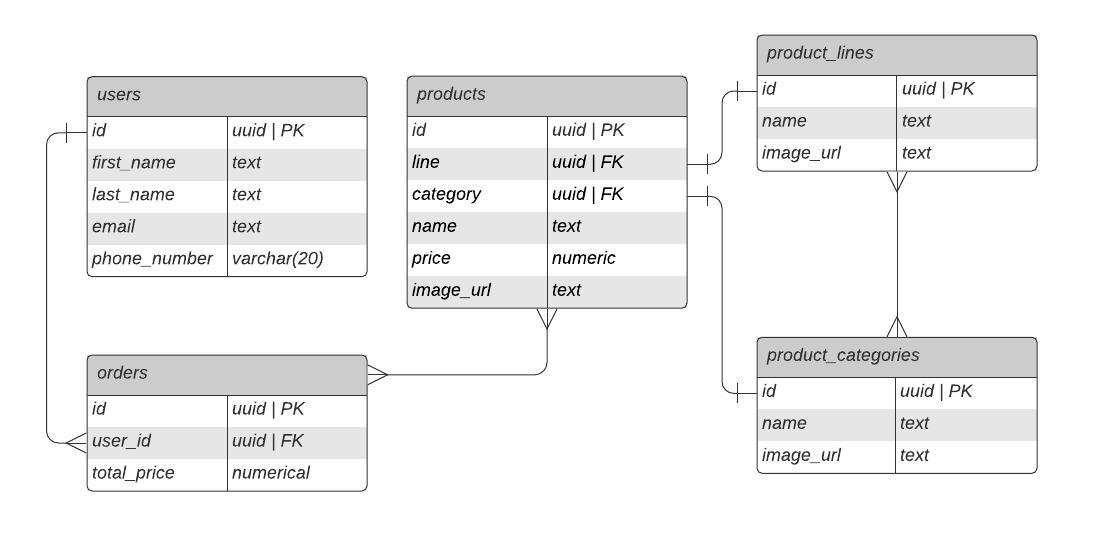 users
id uuid | PK
first_name text
last_name text
email text
phone_number varchar(20)
products
id uuid | PK
line uuid | FK
category uuid | FK
name text
price numeric
image_url text
product_lines
id uuid | PK
name text
image_url text
orders
id uuid | PK
user_id uuid | FK
total_price numerical
product_categories
id uuid | PK
name text
image_url text